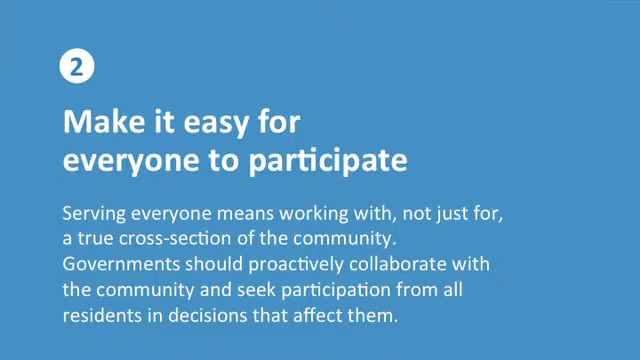 2
Make it easy for
everyone to participate
Serving everyone means working with, not just for,
a true cross-section of the community.
Governments should proactively collaborate with
the community and seek participation from all
residents in decisions that affect them.